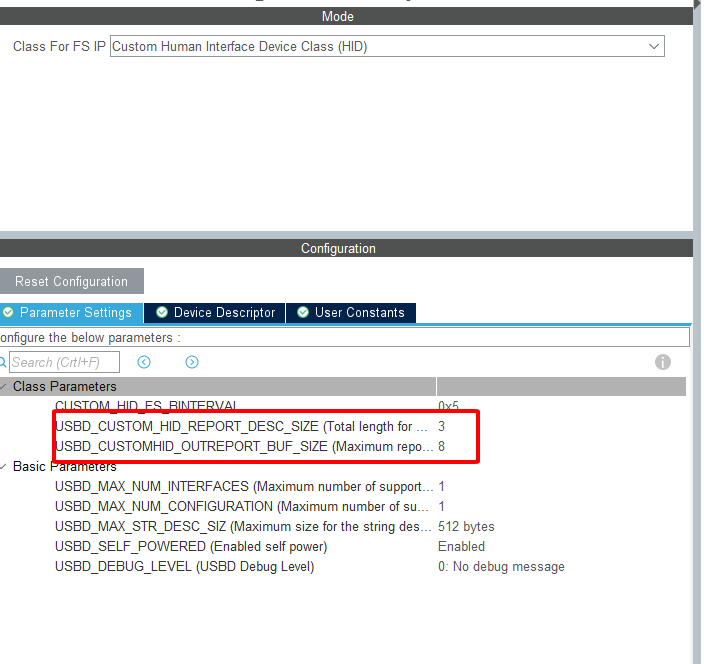 Mode
Class For FS IP Custom Human Interface Device Class (HID)
Configuration
Reset Configuration
Parameter Settings Device Descriptor User Constants
onfigure the below parameters :
Search (CrtI+F)
Class Parameters
CUSTOM_HID_FS_BINTERVAL 0x5
USBD_CUSTOM_HID_REPORT_DESC_SIZE (Total length for ... 3
USBD_CUSTOMHID_OUTREPORT_BUF_SIZE (Maximum repo... 8
Basic Parameters
USBD_MAX_NUM_INTERFACES (Maximum number of support... 1
USBD_MAX_NUM_CONFIGURATION (Maximum number of su... 1
USBD_MAX_STR_DESC_SIZ (Maximum size for the string des... 512 bytes
USBD_SELF_POWERED (Enabled self power) Enabled
USBD_DEBUG_LEVEL (USBD Debug Level) 0: No debug message